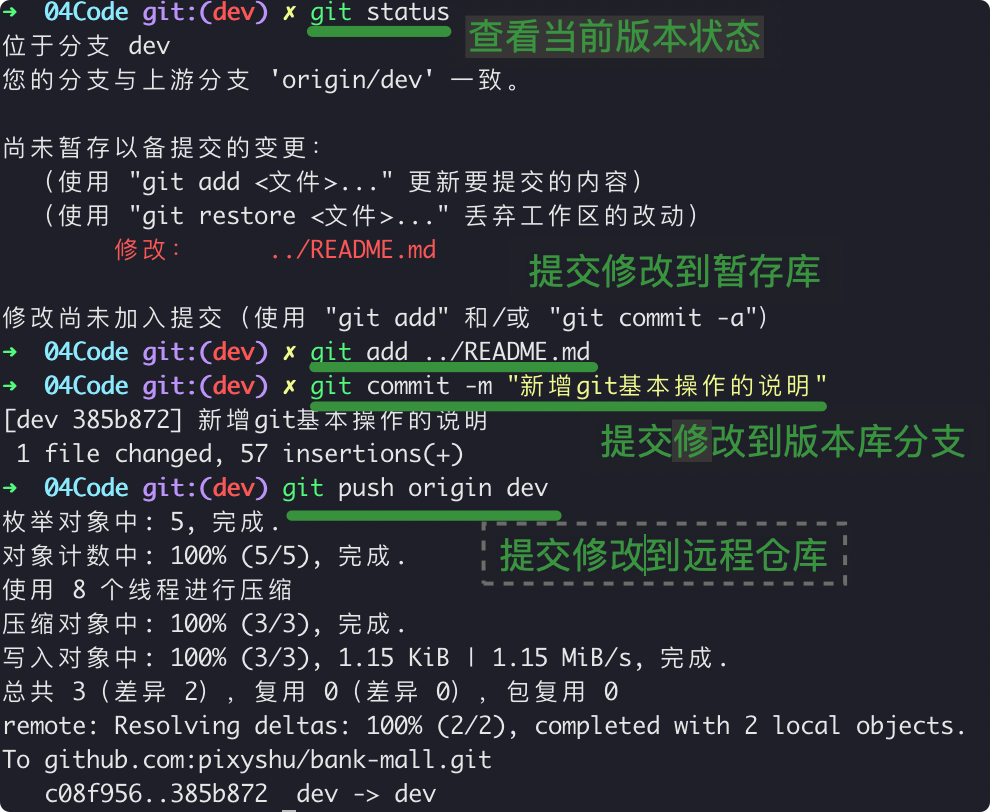 ➜ 04Code git:(dev) ✗ git status
查看当前版本状态
位于分支 dev
您的分支与上游分支 'origin/dev' 一致。
尚未暂存以备提交的变更：
（使用 "git add <文件>..." 更新要提交的内容）
（使用 "git restore <文件>..." 丢弃工作区的改动）
修改： ../README.md
提交修改到暂存库
修改尚未加入提交（使用 "git add" 和/或 "git commit -a"）
➜ 04Code git:(dev) ✗ git add ../README.md
➜ 04Code git:(dev) ✗ git commit -m "新增git基本操作的说明"
[dev 385b872] 新增git基本操作的说明
提交修改到版本库分支
1 file changed, 57 insertions(+)
➜ 04Code git:(dev) git push origin dev
枚举对象中: 5, 完成.
提交修改到远程仓库
对象计数中: 100% (5/5), 完成.
使用 8 个线程进行压缩
压缩对象中: 100% (3/3), 完成.
写入对象中: 100% (3/3), 1.15 KiB | 1.15 MiB/s, 完成.
总共 3（差异 2），复用 0（差异 0），包复用 0
remote: Resolving deltas: 100% (2/2), completed with 2 local objects.
To github.com:pixyshu/bank-mall.git
c08f956..385b872 dev -> dev